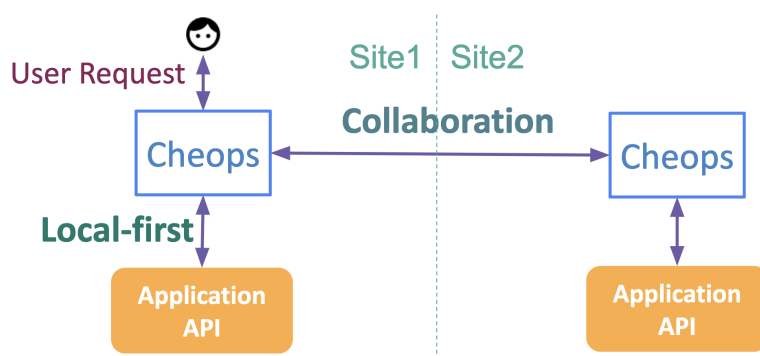 Site1 Site2
User Request
Collaboration
Cheops
Cheops
Local-first
Application
API
Application
API